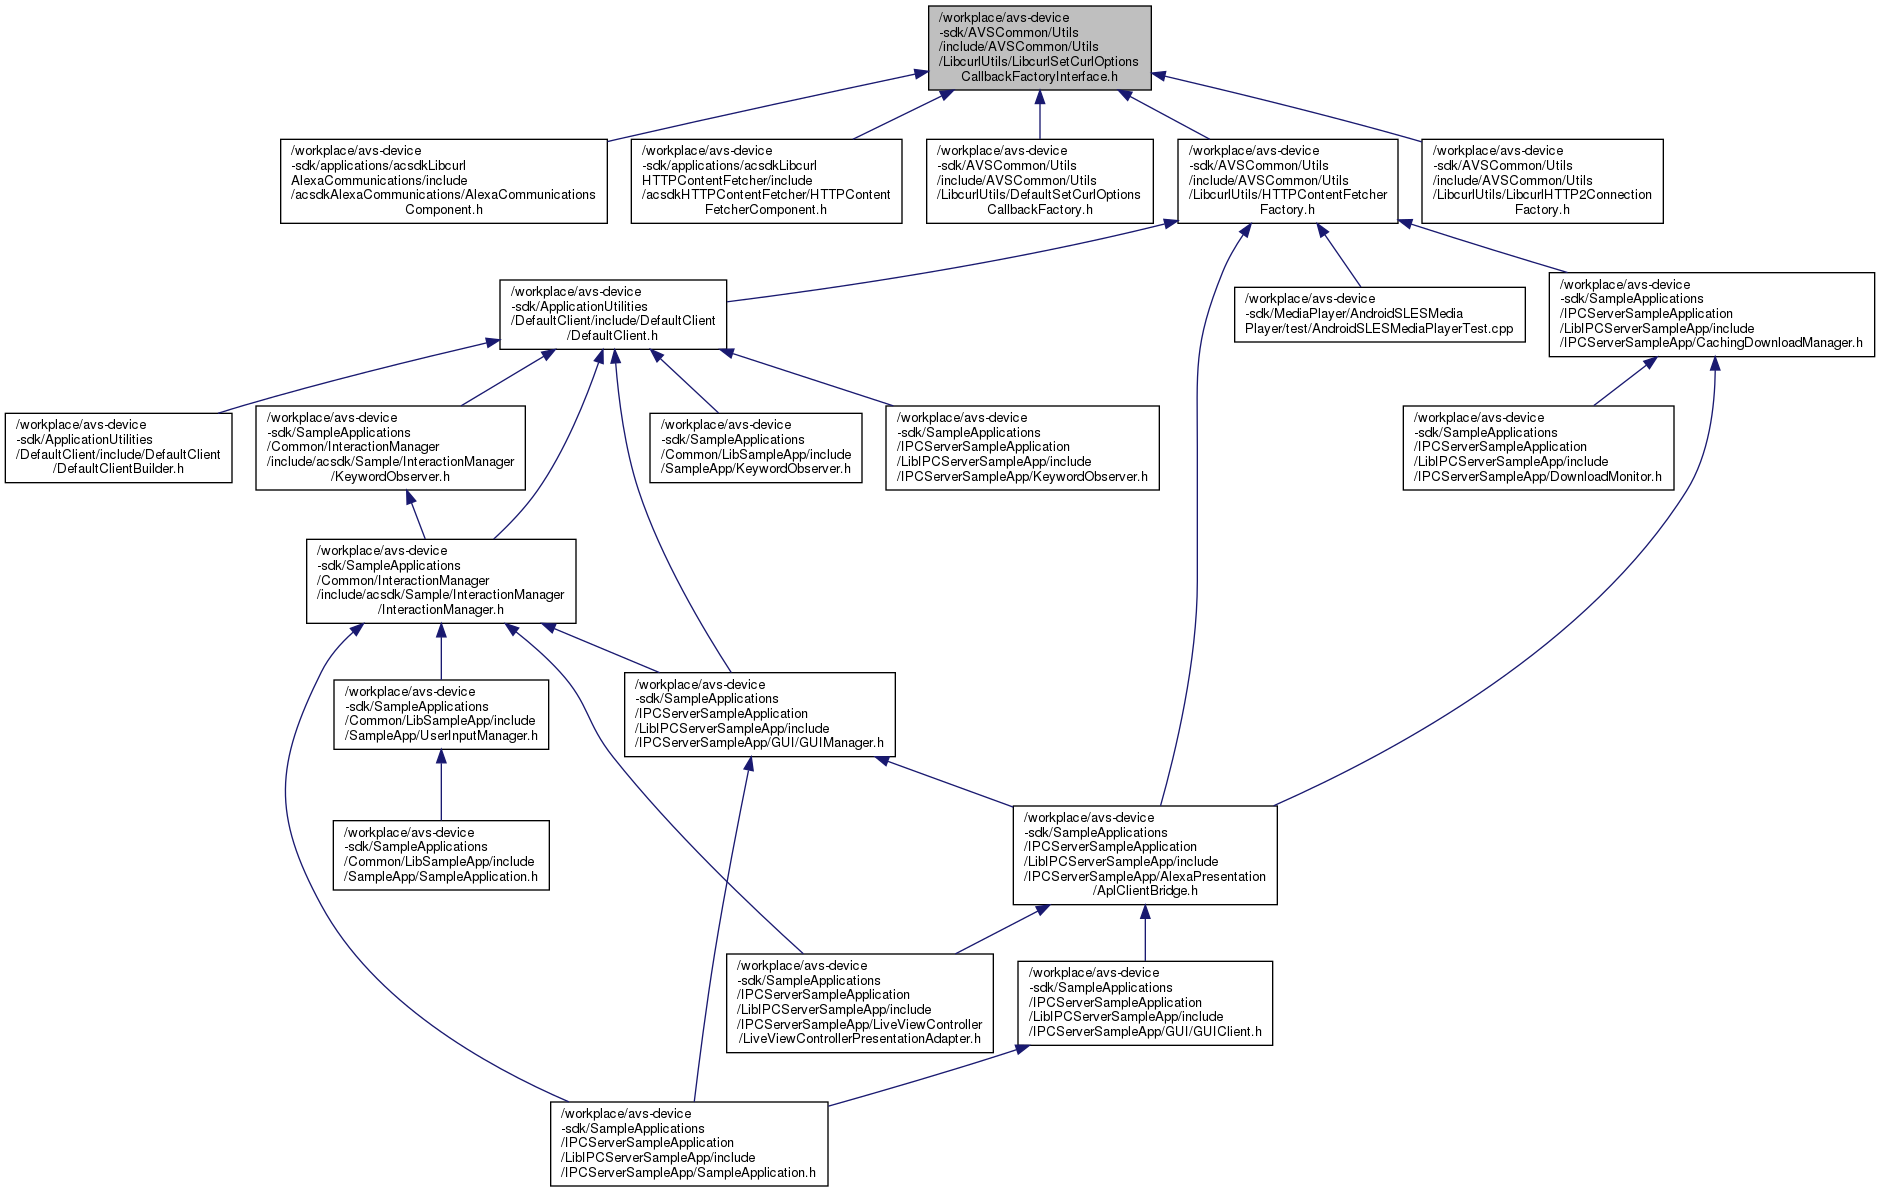 /workplace/avs-device
-sdk/AVSCommon/Utils
/include/AVSCommon/Utils
/LibcurlUtils/LibcurlSetCurlOptions
CallbackFactoryInterface.h
/workplace/avs-device
-sdk/applications/acsdkLibcurl
AlexaCommunications/include
/acsdkAlexaCommunications/AlexaCommunications
Component.h
/workplace/avs-device
-sdk/applications/acsdkLibcurl
HTTPContentFetcher/include
/acsdkHTTPContentFetcher/HTTPContent
FetcherComponent.h
/workplace/avs-device
-sdk/AVSCommon/Utils
/include/AVSCommon/Utils
/LibcurlUtils/DefaultSetCurlOptions
CallbackFactory.h
/workplace/avs-device
-sdk/AVSCommon/Utils
/include/AVSCommon/Utils
/LibcurlUtils/HTTPContentFetcher
Factory.h
/workplace/avs-device
-sdk/AVSCommon/Utils
/include/AVSCommon/Utils
/LibcurlUtils/LibcurlHTTP2Connection
Factory.h
/workplace/avs-device
-sdk/ApplicationUtilities
/DefaultClient/include/DefaultClient
/DefaultClient.h
/workplace/avs-device
-sdk/MediaPlayer/AndroidSLESMedia
Player/test/AndroidSLESMediaPlayerTest.cpp
/workplace/avs-device
-sdk/SampleApplications
/IPCServerSampleApplication
/LibIPCServerSampleApp/include
/IPCServerSampleApp/CachingDownloadManager.h
/workplace/avs-device
-sdk/ApplicationUtilities
/DefaultClient/include/DefaultClient
/DefaultClientBuilder.h
/workplace/avs-device
-sdk/SampleApplications
/Common/InteractionManager
/include/acsdk/Sample/InteractionManager
/KeywordObserver.h
/workplace/avs-device
-sdk/SampleApplications
/Common/LibSampleApp/include
/SampleApp/KeywordObserver.h
/workplace/avs-device
-sdk/SampleApplications
/IPCServerSampleApplication
/LibIPCServerSampleApp/include
/IPCServerSampleApp/KeywordObserver.h
/workplace/avs-device
-sdk/SampleApplications
/IPCServerSampleApplication
/LibIPCServerSampleApp/include
/IPCServerSampleApp/DownloadMonitor.h
/workplace/avs-device
-sdk/SampleApplications
/Common/InteractionManager
/include/acsdk/Sample/InteractionManager
/InteractionManager.h
/workplace/avs-device
-sdk/SampleApplications
/Common/LibSampleApp/include
/SampleApp/UserInputManager.h
/workplace/avs-device
-sdk/SampleApplications
/IPCServerSampleApplication
/LibIPCServerSampleApp/include
/IPCServerSampleApp/GUI/GUIManager.h
/workplace/avs-device
-sdk/SampleApplications
/Common/LibSampleApp/include
/SampleApp/SampleApplication.h
/workplace/avs-device
-sdk/SampleApplications
/IPCServerSampleApplication
/LibIPCServerSampleApp/include
/IPCServerSampleApp/AlexaPresentation
/AplClientBridge.h
/workplace/avs-device
-sdk/SampleApplications
/IPCServerSampleApplication
/LibIPCServerSampleApp/include
/IPCServerSampleApp/LiveViewController
/LiveViewControllerPresentationAdapter.h
/workplace/avs-device
-sdk/SampleApplications
/IPCServerSampleApplication
/LibIPCServerSampleApp/include
/IPCServerSampleApp/GUI/GUIClient.h
/workplace/avs-device
-sdk/SampleApplications
/IPCServerSampleApplication
/LibIPCServerSampleApp/include
/IPCServerSampleApp/SampleApplication.h